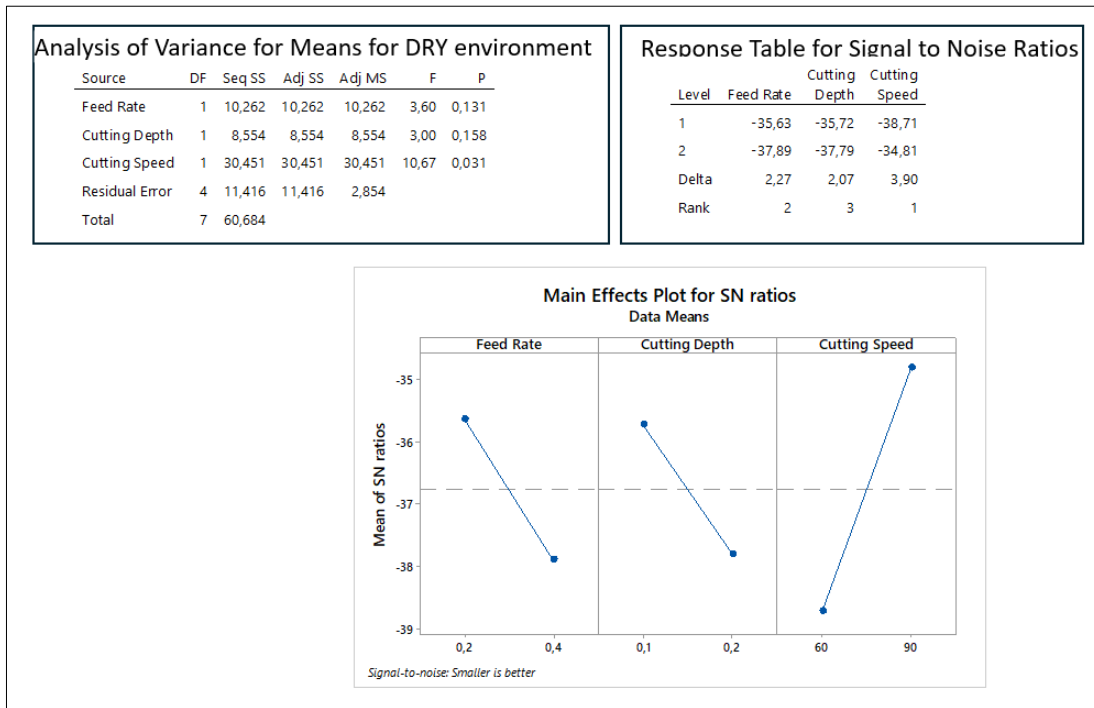 Analysis of Variance for Means for DRY environment
Source DF Seq SS Adj SS Adj MS F P
Feed Rate 1 10,262 10,262 10,262 3,60 0,131
Cutting Depth 1 8,554 8,554 8,554 3,00 0,158
Cutting Speed 1 30,451 30,451 30,451 10,67 0,031
Residual Error 4 11,416 11,416 2,854
Total 7 60,684
Response Table for Signal to Noise Ratios
Cutting Cutting
Level Feed Rate Depth Speed
1 -35,63 -35,72 -38,71
2 -37,89 -37,79 -34,81
Delta 2,27 2,07 3,90
Rank 2 3 1
Main Effects Plot for SN ratios
Data Means
Feed Rate Cutting Depth Cutting Speed
Mean of SN ratios
-35
-36
-37
-38
-39
0,2 0,4 0,1 0,2 60 90
Signal-to-noise: Smaller is better